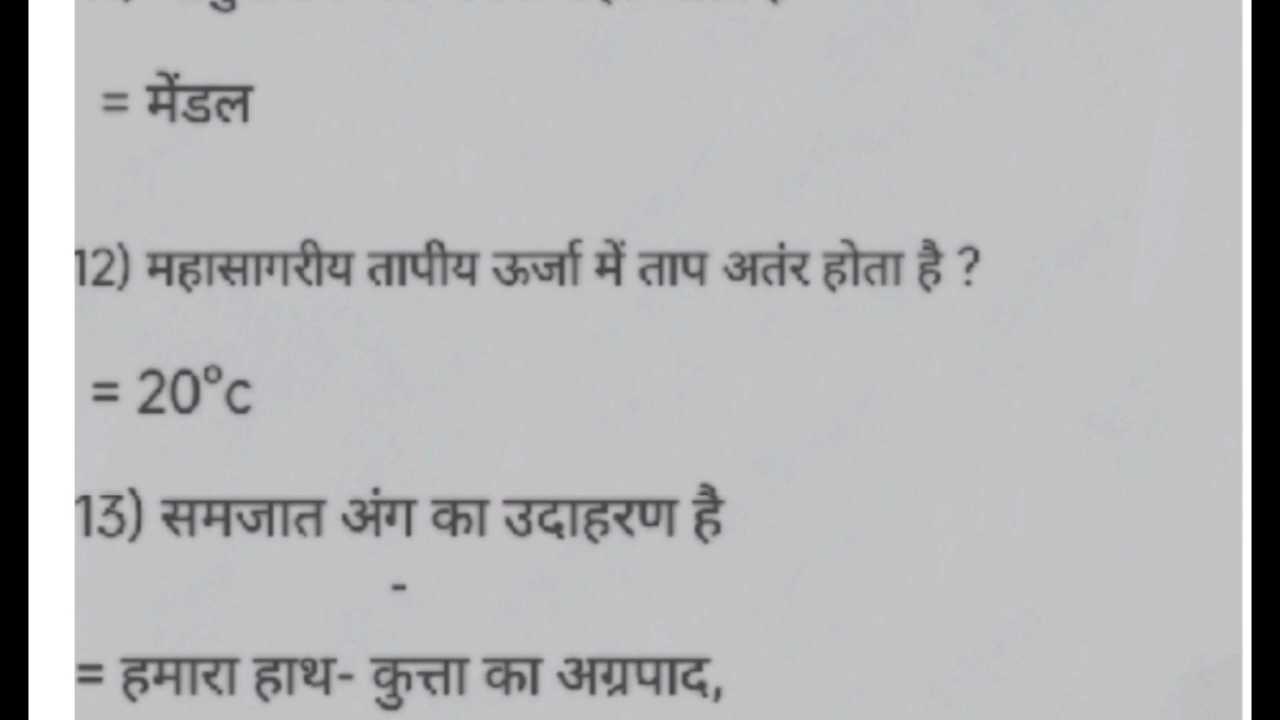 = मेंडल
12) महासागरीय तापीय ऊर्जा में ताप अतंर होता है ?
= 20°c
13) समजात अंग का उदाहरण है
-
= हमारा हाथ- कुत्ता का अग्रपाद,